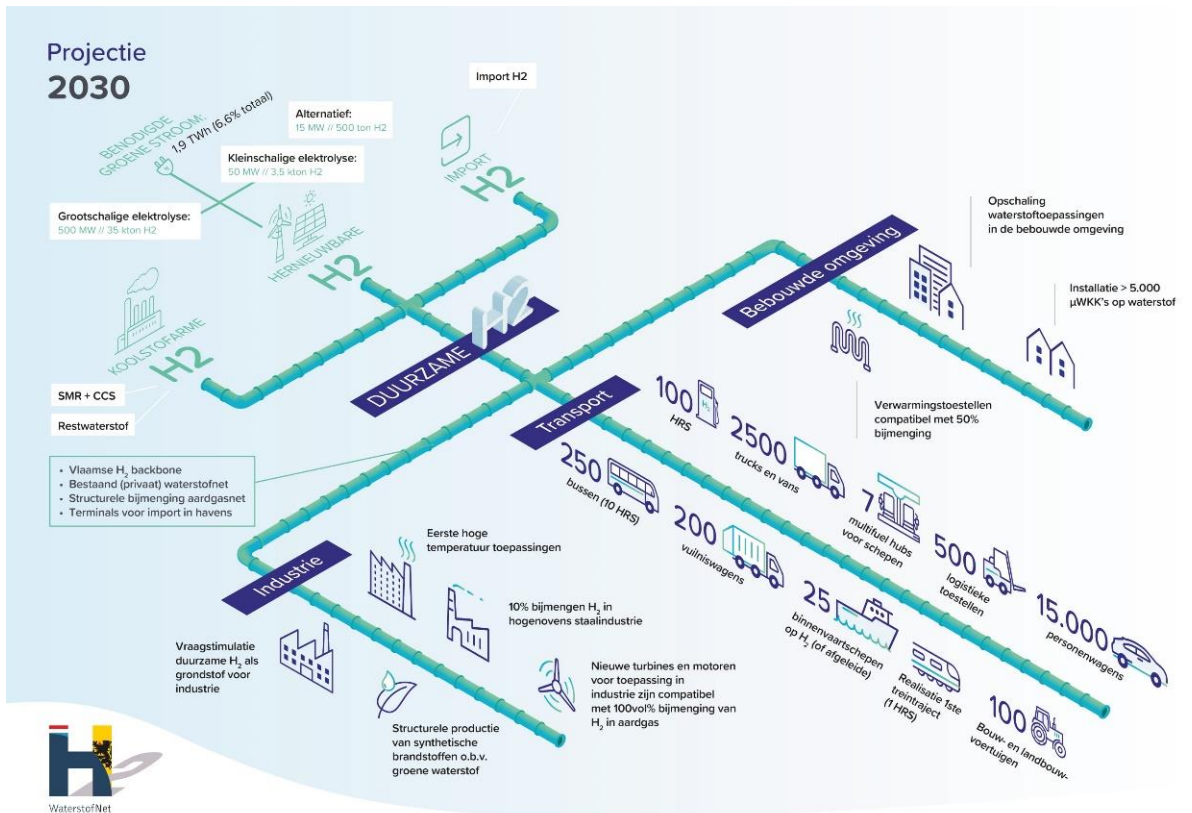 Projectie
2030
BENODIGDE
GROENE STROOM:
1,9 TWh (6,6% totaal)
Alternatief:
15 MW // 500 ton H2
Kleinschalige elektrolyse:
50 MW // 3,5 kton H2
Grootschalige elektrolyse:
500 MW // 35 kton H2
Import H2
IMPORT
H2
HERNIEUWBARE
H2
KOOLSTOFARME
H2
SMR + CCS
Restwaterstof
DUURZAME H2
• Vlaamse H₂ backbone
• Bestaand (privaat) waterstofnet
• Structurele bijmenging aardgasnet
• Terminals voor import in havens
Bebouwde omgeving
Opschaling
waterstoftoepassingen
in de bebouwde omgeving
Installatie > 5.000
µWKK's op waterstof
Verwarmingstoestellen
compatibel met 50%
bijmenging
Transport
100
HRS
H₂
2500
trucks en vans
7
multifuel hubs
voor schepen
500
logistieke
toestellen
15.000
personenwagens
250
bussen (10 HRS)
200
vuilniswagens
25
binnenvaartschepen
op H₂ (of afgeleide)
Realisatie 1ste
treintraject
(1 HRS)
100
Bouw- en landbouw-
voertuigen
Industrie
Eerste hoge
temperatuur toepassingen
10% bijmengen H₂ in
hogenovens staalindustrie
Vraagstimulatie
duurzame H₂ als
grondstof voor
industrie
Nieuwe turbines en motoren
voor toepassing in
industrie zijn compatibel
met 100vol% bijmenging van
H₂ in aardgas
Structurele productie
van synthetische
brandstoffen o.b.v.
groene waterstof
WaterstofNet